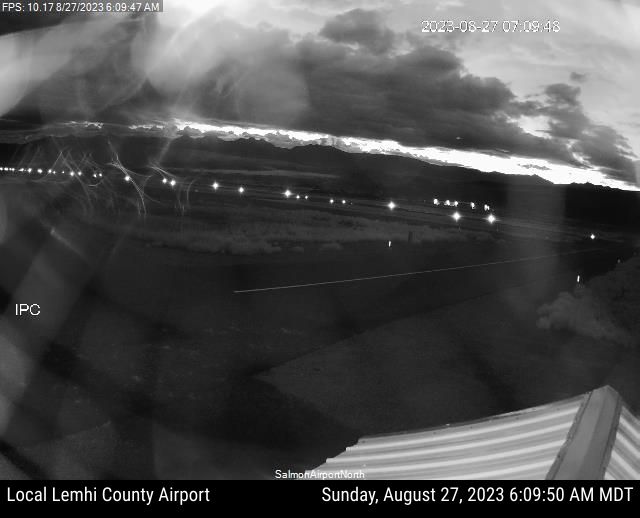 FPS: 10.17 8/27/2023 6:09:47 AM
2023-08-27 07:09:48
IPC
SalmonAirportNorth
Local Lemhi County Airport
Sunday, August 27, 2023 6:09:50 AM MDT